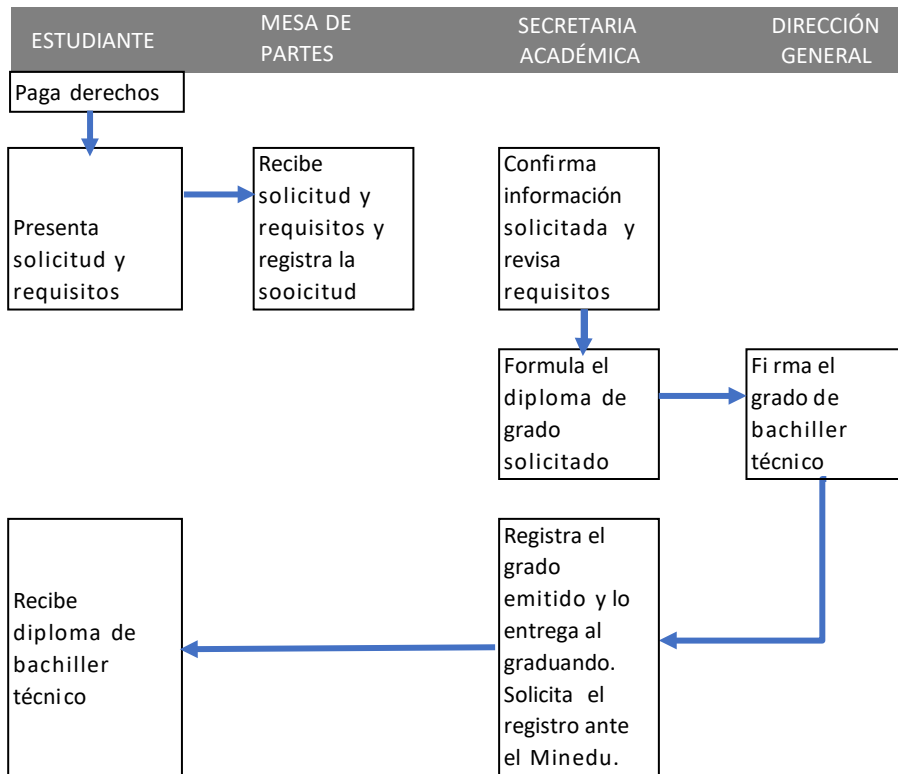 ESTUDIANTE
MESA DE
PARTES
SECRETARIA
ACADÉMICA
DIRECCIÓN
GENERAL
Paga derechos
Presenta
solicitud y
requisitos
Recibe
solicitud y
requisitos y
registra la
sooicitud
Confirma
información
solicitada y
revisa
requisitos
Formula el
diploma de
grado
solicitado
Firma el
grado de
bachiller
técnico
Registra el
grado
emitido y lo
entrega al
graduando.
Solicita el
registro ante
el Minedu.
Recibe
diploma de
bachiller
técnico